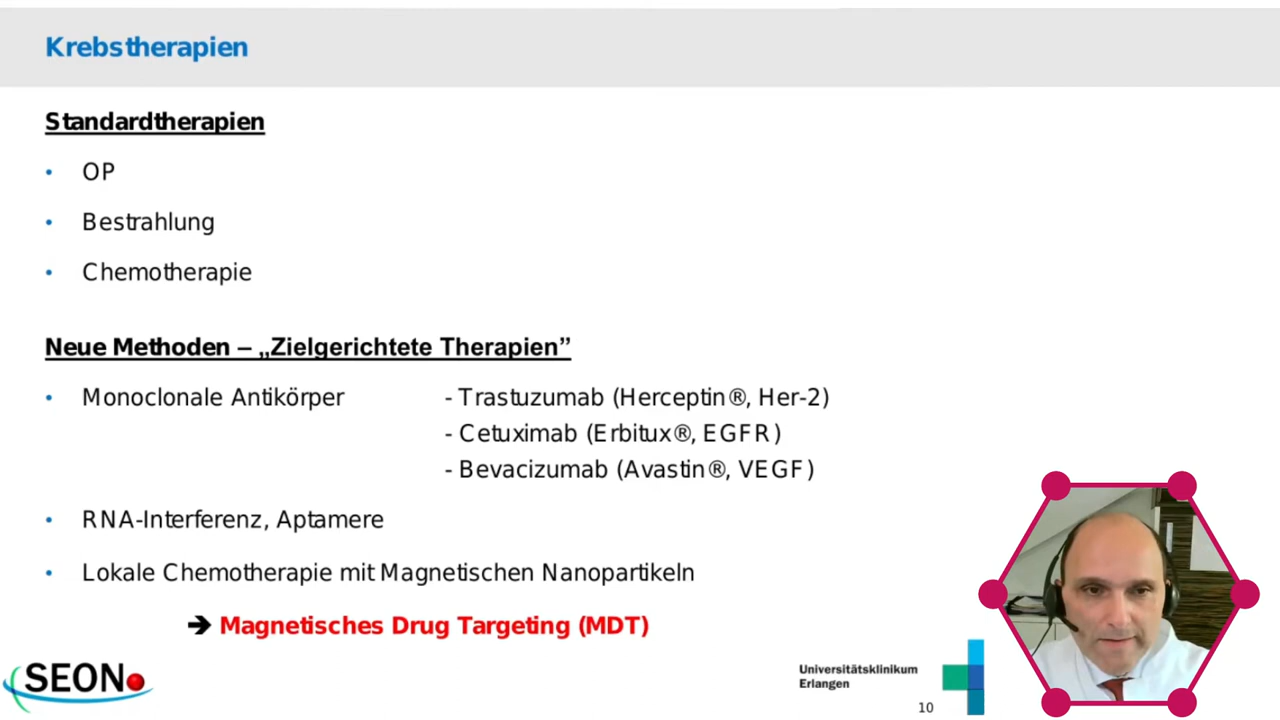 Krebstherapien
Standardtherapien
• OP
• Bestrahlung
• Chemotherapie
Neue Methoden – „Zielgerichtete Therapien”
• Monoclonale Antikörper - Trastuzumab (Herceptin®, Her-2)
- Cetuximab (Erbitux®, EGFR)
- Bevacizumab (Avastin®, VEGF)
• RNA-Interferenz, Aptamere
• Lokale Chemotherapie mit Magnetischen Nanopartikeln
➔ Magnetisches Drug Targeting (MDT)
SEON
Universitätsklinikum
Erlangen
10